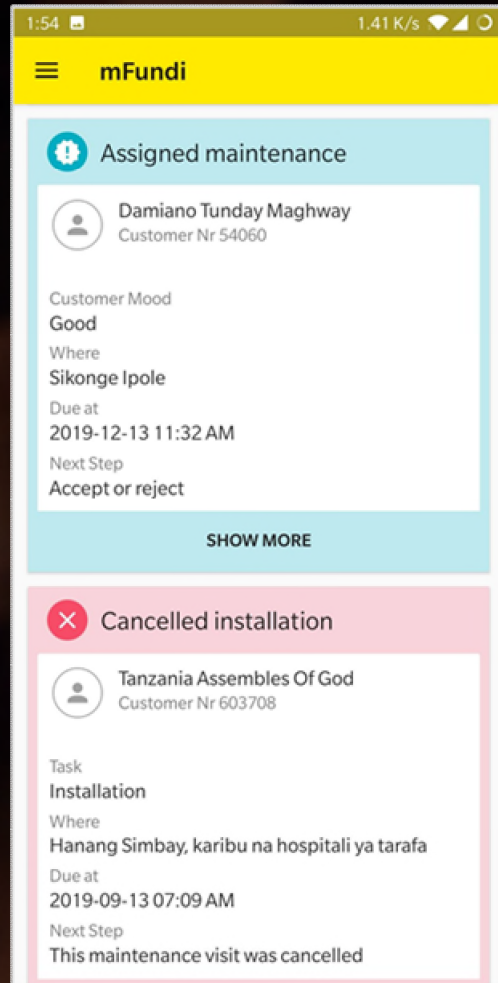 1:54 1.41 K/s
mFundi
Assigned maintenance
Damiano Tunday Maghway
Customer Nr 54060
Customer Mood
Good
Where
Sikonge Ipole
Due at
2019-12-13 11:32 AM
Next Step
Accept or reject
SHOW MORE
Cancelled installation
Tanzania Assembles Of God
Customer Nr 603708
Task
Installation
Where
Hanang Simbay, karibu na hospitali ya tarafa
Due at
2019-09-13 07:09 AM
Next Step
This maintenance visit was cancelled